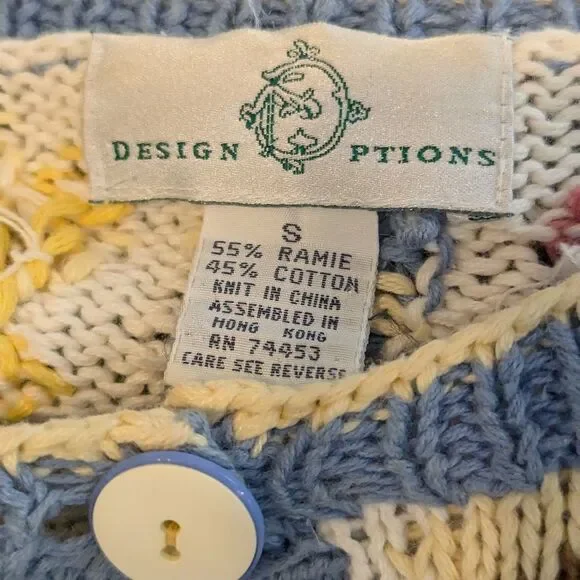 DESIGN OPTIONS
S
55% RAMIE
45% COTTON
KNIT IN CHINA
ASSEMBLED IN
HONG KONG
RN 74453
CARE SEE REVERSE